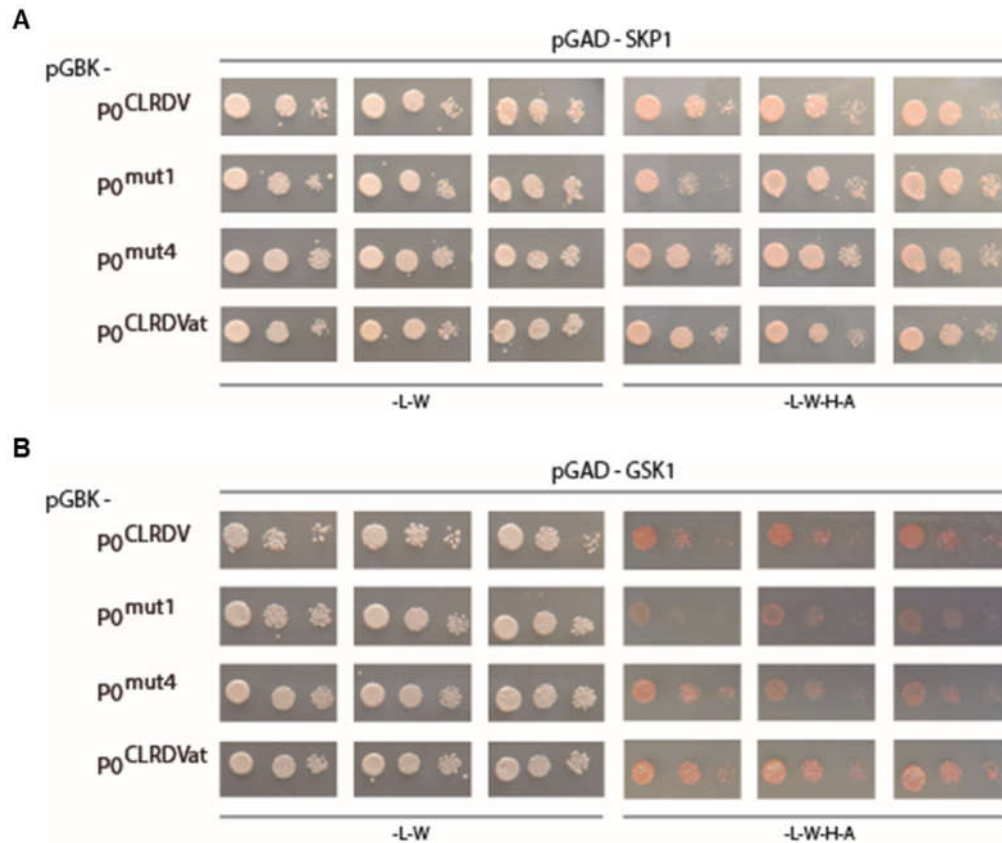 A
pGAD - SKP1
pGBK -
P0CLRDV
P0mut1
P0mut4
P0CLRDVat
-L-W
-L-W-H-A
B
pGAD - GSK1
pGBK -
P0CLRDV
P0mut1
P0mut4
P0CLRDVat
-L-W
-L-W-H-A